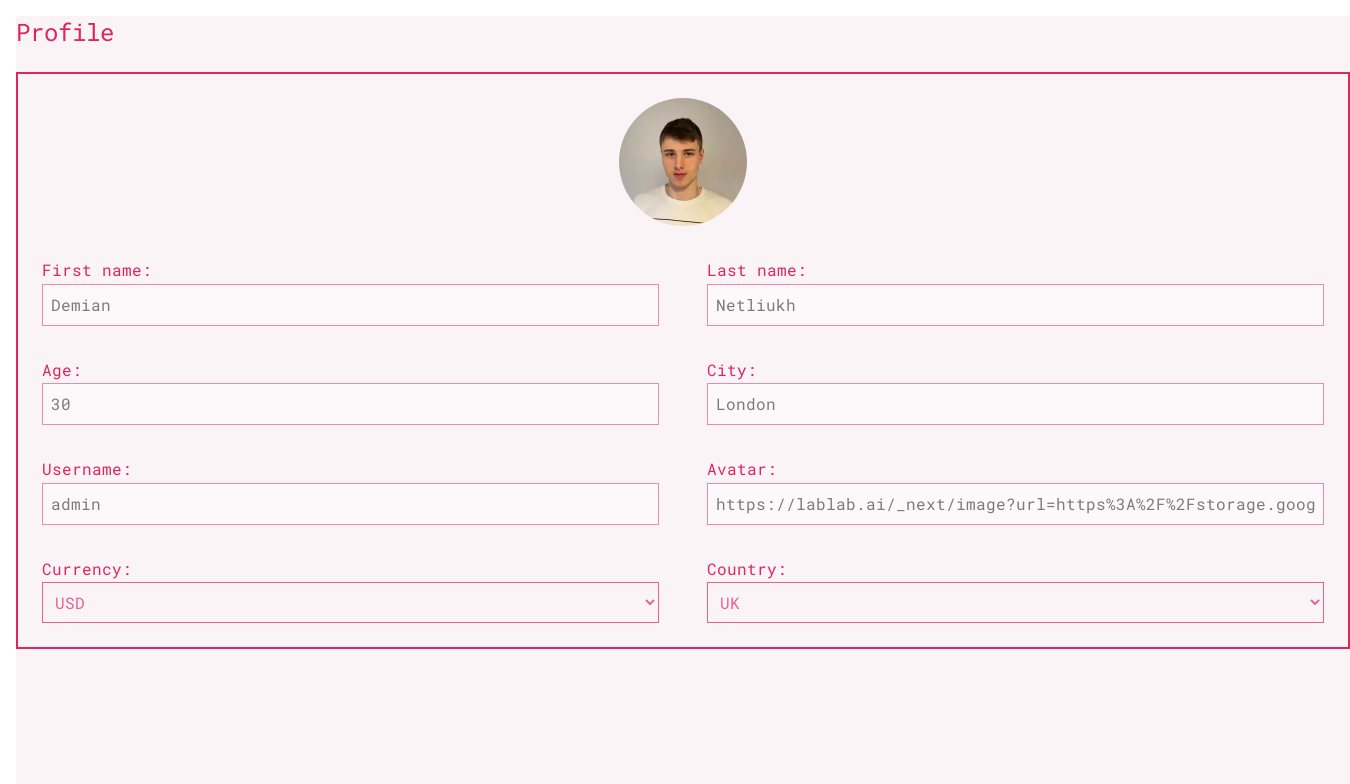 Profile
First name:
Last name:
Demian
Netliukh
Age:
City:
30
London
Username:
Avatar:
admin
https://lablab.ai/_next/image?url=https%3A%2F%2Fstorage.goog
Currency:
Country:
USD
UK